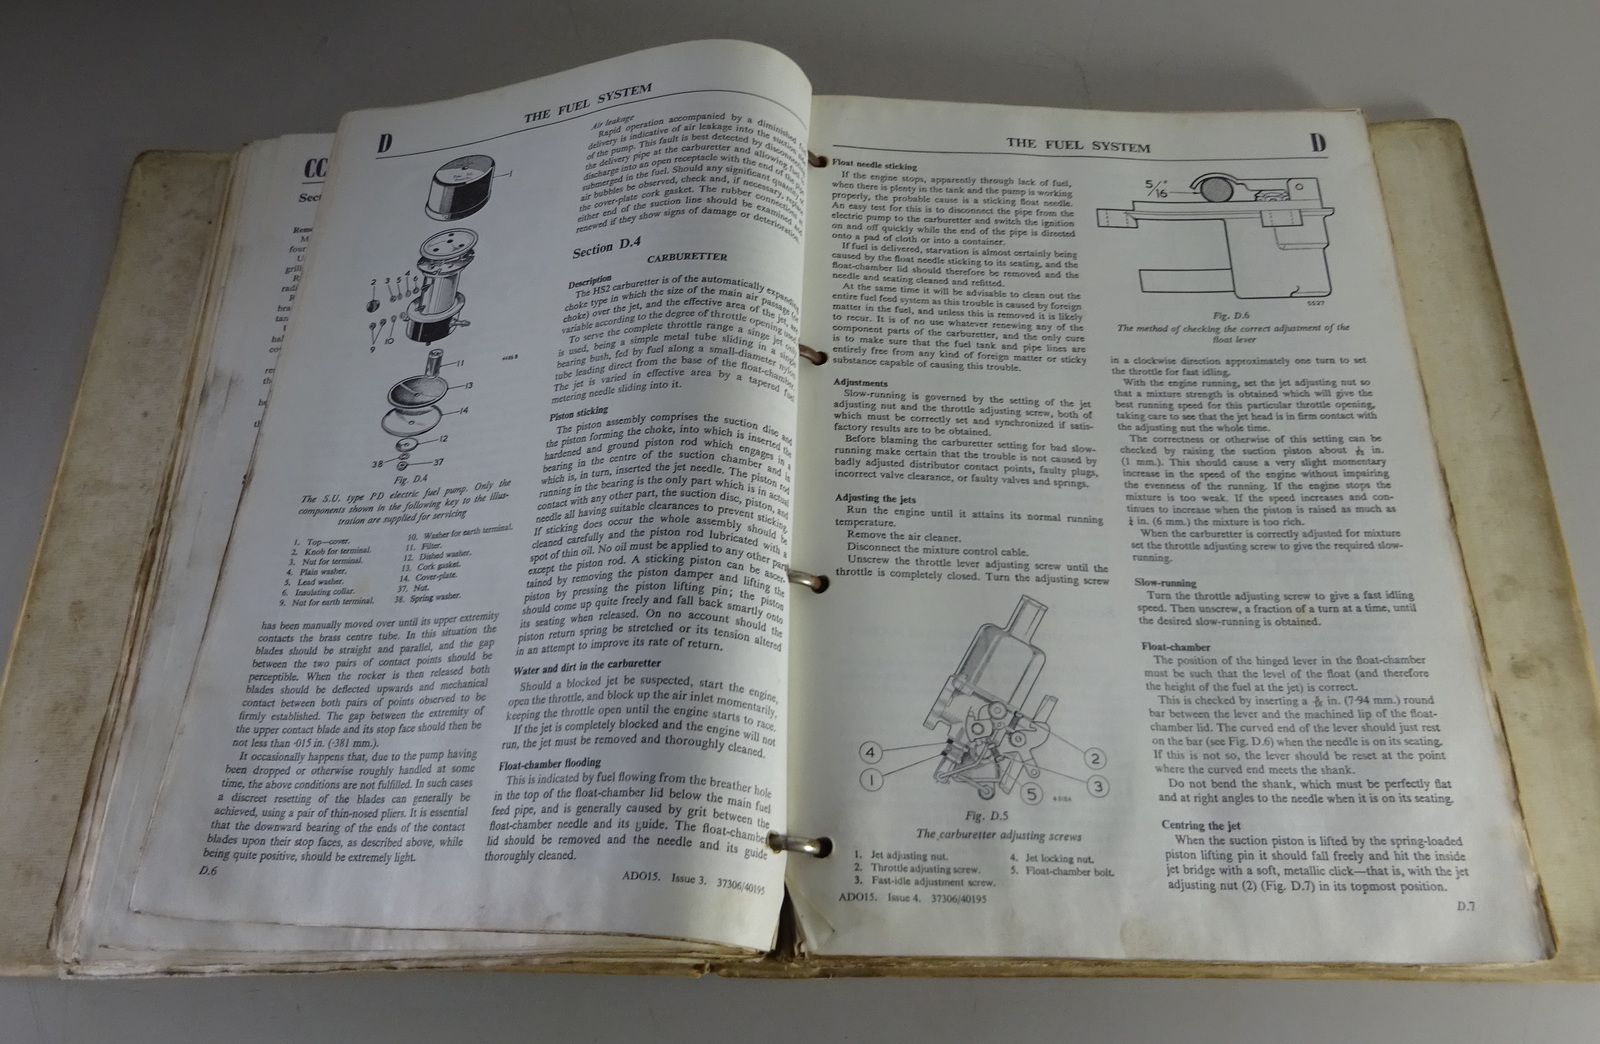 CC
Sec
D
THE FUEL SYSTEM
1
2 3 5 4 6
9 10
11
13
14
12
38 37
Fig. D.4
The S.U. type PD electric fuel pump. Only the
components shown in the following key to the illus-
tration are supplied for servicing
1. Top—cover.
2. Knob for terminal.
3. Nut for terminal.
4. Plain washer.
5. Lead washer.
6. Insulating collar.
9. Nut for earth terminal.
10. Washer for earth terminal.
11. Filter.
12. Dished washer.
13. Cork gasket.
14. Cover-plate.
37. Nut.
38. Spring washer.
has been manually moved over until its upper extremity
contacts the brass centre tube. In this situation the
blades should be straight and parallel, and the gap
between the two pairs of contact points should be
perceptible. When the rocker is then released both
blades should be deflected upwards and mechanical
contact between both pairs of points observed to be
firmly established. The gap between the extremity of
the upper contact blade and its stop face should then be
not less than ·015 in. (·381 mm.).
It occasionally happens that, due to the pump having
been dropped or otherwise roughly handled at some
time, the above conditions are not fulfilled. In such cases
a discreet resetting of the blades can generally be
achieved, using a pair of thin-nosed pliers. It is essential
that the downward bearing of the ends of the contact
blades upon their stop faces, as described above, while
being quite positive, should be extremely light.
D.6
Air leakage
Rapid operation accompanied by a diminished
delivery is indicative of air leakage into the suction
of the pump. This fault is best detected by disconnecting
the delivery pipe at the carburetter and allowing
discharge into an open receptacle with the end of the
submerged in the fuel. Should any significant
air bubbles be observed, check and, if necessary,
the cover-plate cork gasket. The rubber connections
either end of the suction line should be examined and
renewed if they show signs of damage or deterioration.
Section D.4
CARBURETTER
Description
The HS2 carburetter is of the automatically expanding
choke type in which the size of the main air passage (or
choke) over the jet, and the effective area of the jet, are
variable according to the degree of throttle opening used.
To serve the complete throttle range a singe jet only
is used, being a simple metal tube sliding in a single
bearing bush, fed by fuel along a small-diameter nylon
tube leading direct from the base of the float-chamber.
The jet is varied in effective area by a tapered fuel
metering needle sliding into it.
Piston sticking
The piston assembly comprises the suction disc and
the piston forming the choke, into which is inserted the
hardened and ground piston rod which engages in a
bearing in the centre of the suction chamber and in
which is, in turn, inserted the jet needle. The piston rod
running in the bearing is the only part which is in actual
contact with any other part, the suction disc, piston, and
needle all having suitable clearances to prevent sticking.
If sticking does occur the whole assembly should be
cleaned carefully and the piston rod lubricated with a
spot of thin oil. No oil must be applied to any other part
except the piston rod. A sticking piston can be ascer-
tained by removing the piston damper and lifting the
piston by pressing the piston lifting pin; the piston
should come up quite freely and fall back smartly onto
its seating when released. On no account should the
piston return spring be stretched or its tension altered
in an attempt to improve its rate of return.
Water and dirt in the carburetter
Should a blocked jet be suspected, start the engine,
open the throttle, and block up the air inlet momentarily,
keeping the throttle open until the engine starts to race.
If the jet is completely blocked and the engine will not
run, the jet must be removed and thoroughly cleaned.
Float-chamber flooding
This is indicated by fuel flowing from the breather hole
in the top of the float-chamber lid below the main fuel
feed pipe, and is generally caused by grit between the
float-chamber needle and its guide. The float-chamber
lid should be removed and the needle and its guide
thoroughly cleaned.
ADO15. Issue 3. 37306/40195
THE FUEL SYSTEM
D
Float needle sticking
If the engine stops, apparently through lack of fuel,
when there is plenty in the tank and the pump is working
properly, the probable cause is a sticking float needle.
An easy test for this is to disconnect the pipe from the
electric pump to the carburetter and switch the ignition
on and off quickly while the end of the pipe is directed
onto a pad of cloth or into a container.
If fuel is delivered, starvation is almost certainly being
caused by the float needle sticking to its seating, and the
float-chamber lid should therefore be removed and the
needle and seating cleaned and refitted.
At the same time it will be advisable to clean out the
entire fuel feed system as this trouble is caused by foreign
matter in the fuel, and unless this is removed it is likely
to recur. It is of no use whatever renewing any of the
component parts of the carburetter, and the only cure
is to make sure that the fuel tank and pipe lines are
entirely free from any kind of foreign matter or sticky
substance capable of causing this trouble.
Adjustments
Slow-running is governed by the setting of the jet
adjusting nut and the throttle adjusting screw, both of
which must be correctly set and synchronized if satis-
factory results are to be obtained.
Before blaming the carburetter setting for bad slow-
running make certain that the trouble is not caused by
badly adjusted distributor contact points, faulty plugs,
incorrect valve clearance, or faulty valves and springs.
Adjusting the jets
Run the engine until it attains its normal running
temperature.
Remove the air cleaner.
Disconnect the mixture control cable.
Unscrew the throttle lever adjusting screw until the
throttle is completely closed. Turn the adjusting screw
4
1
2
3
5
Fig. D.5
The carburetter adjusting screws
1. Jet adjusting nut.
2. Throttle adjusting screw.
3. Fast-idle adjustment screw.
4. Jet locking nut.
5. Float-chamber bolt.
ADO15. Issue 4. 37306/40195
5/16"
5927
Fig. D.6
The method of checking the correct adjustment of the
float lever
in a clockwise direction approximately one turn to set
the throttle for fast idling.
With the engine running, set the jet adjusting nut so
that a mixture strength is obtained which will give the
best running speed for this particular throttle opening,
taking care to see that the jet head is in firm contact with
the adjusting nut the whole time.
The correctness or otherwise of this setting can be
checked by raising the suction piston about 1/32 in.
(1 mm.). This should cause a very slight momentary
increase in the speed of the engine without impairing
the evenness of the running. If the engine stops the
mixture is too weak. If the speed increases and con-
tinues to increase when the piston is raised as much as
¼ in. (6 mm.) the mixture is too rich.
When the carburetter is correctly adjusted for mixture
set the throttle adjusting screw to give the required slow-
running.
Slow-running
Turn the throttle adjusting screw to give a fast idling
speed. Then unscrew, a fraction of a turn at a time, until
the desired slow-running is obtained.
Float-chamber
The position of the hinged lever in the float-chamber
must be such that the level of the float (and therefore
the height of the fuel at the jet) is correct.
This is checked by inserting a 5/16 in. (7·94 mm.) round
bar between the lever and the machined lip of the float-
chamber lid. The curved end of the lever should just rest
on the bar (see Fig. D.6) when the needle is on its seating.
If this is not so, the lever should be reset at the point
where the curved end meets the shank.
Do not bend the shank, which must be perfectly flat
and at right angles to the needle when it is on its seating.
Centring the jet
When the suction piston is lifted by the spring-loaded
piston lifting pin it should fall freely and hit the inside
jet bridge with a soft, metallic click—that is, with the jet
adjusting nut (2) (Fig. D.7) in its topmost position.
D.7